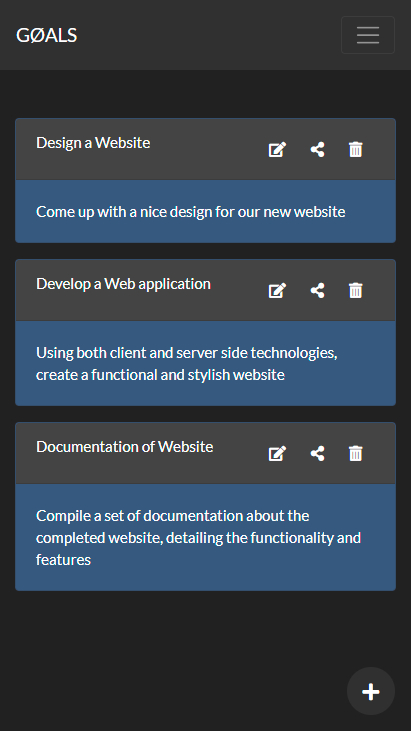 GØALS
Design a Website
Come up with a nice design for our new website
Develop a Web application
Using both client and server side technologies,
create a functional and stylish website
Documentation of Website
Compile a set of documentation about the
completed website, detailing the functionality and
features